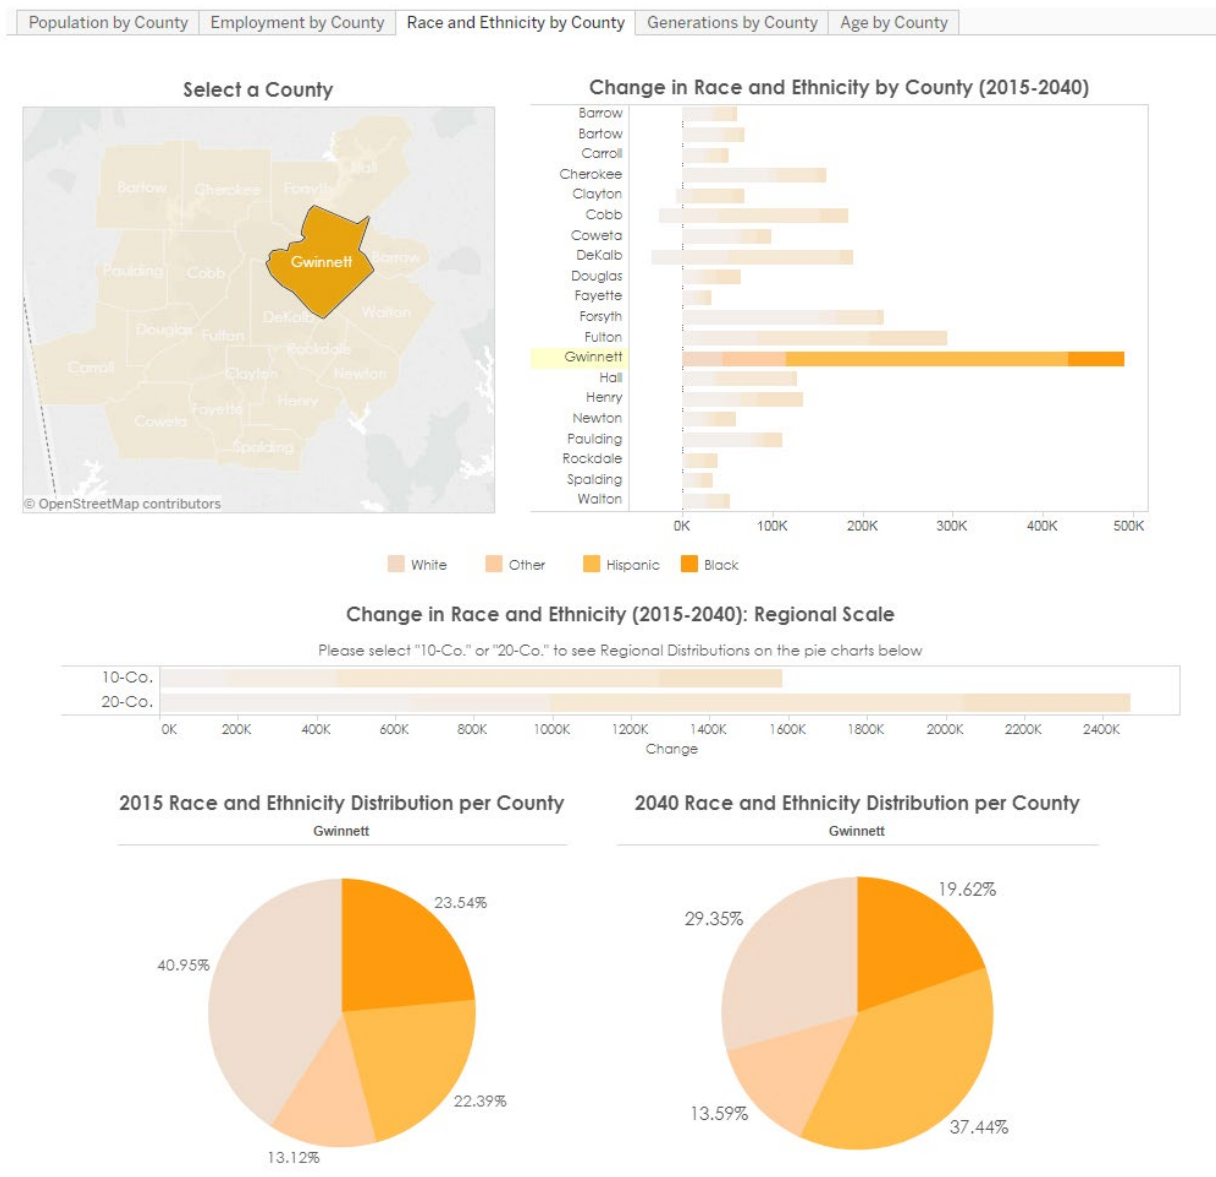 Population by County Employment by County Race and Ethnicity by County Generations by County Age by County
Select a County
Hall
Bartow Cherokee Forsyth
Gwinnett Barrow
Paulding Cobb
DeKalb Walton
Douglas Fulton
Rockdale
Carroll Clayton Newton
Fayette Henry
Coweta
Spalding
© OpenStreetMap contributors
Change in Race and Ethnicity by County (2015-2040)
Barrow
Bartow
Carroll
Cherokee
Clayton
Cobb
Coweta
DeKalb
Douglas
Fayette
Forsyth
Fulton
Gwinnett
Hall
Henry
Newton
Paulding
Rockdale
Spalding
Walton
0K 100K 200K 300K 400K 500K
White Other Hispanic Black
Change in Race and Ethnicity (2015-2040): Regional Scale
Please select "10-Co." or "20-Co." to see Regional Distributions on the pie charts below
10-Co.
20-Co.
0K 200K 400K 600K 800K 1000K 1200K 1400K 1600K 1800K 2000K 2200K 2400K
Change
2015 Race and Ethnicity Distribution per County
Gwinnett
23.54%
40.95%
22.39%
13.12%
2040 Race and Ethnicity Distribution per County
Gwinnett
19.62%
29.35%
13.59%
37.44%